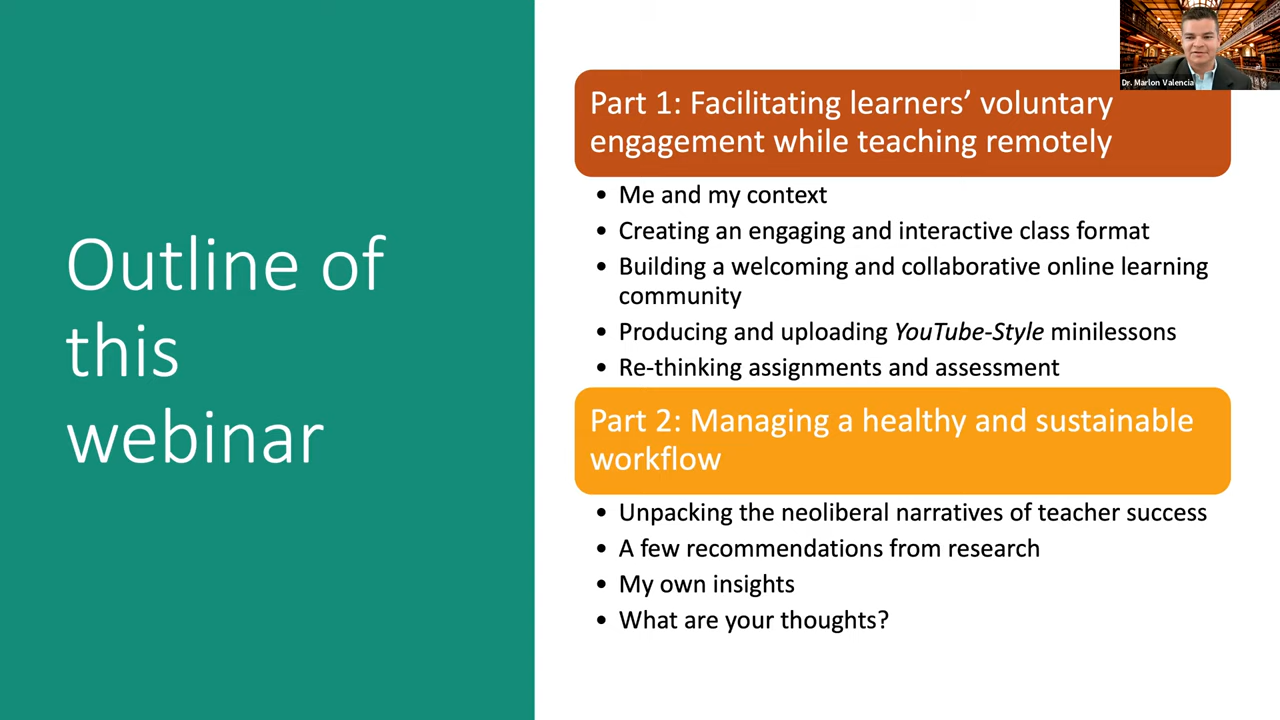 Outline of
this
webinar
Dr. Marlon Valencia
Part 1: Facilitating learners’ voluntary
engagement while teaching remotely
• Me and my context
• Creating an engaging and interactive class format
• Building a welcoming and collaborative online learning
community
• Producing and uploading YouTube-Style minilessons
• Re-thinking assignments and assessment
Part 2: Managing a healthy and sustainable
workflow
• Unpacking the neoliberal narratives of teacher success
• A few recommendations from research
• My own insights
• What are your thoughts?